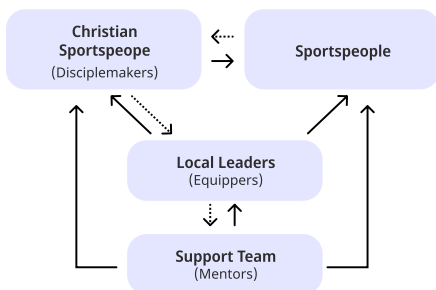 Christian
Sportspeope
(Disciplemakers)
Sportspeople
Local Leaders
(Equippers)
Support Team
(Mentors)